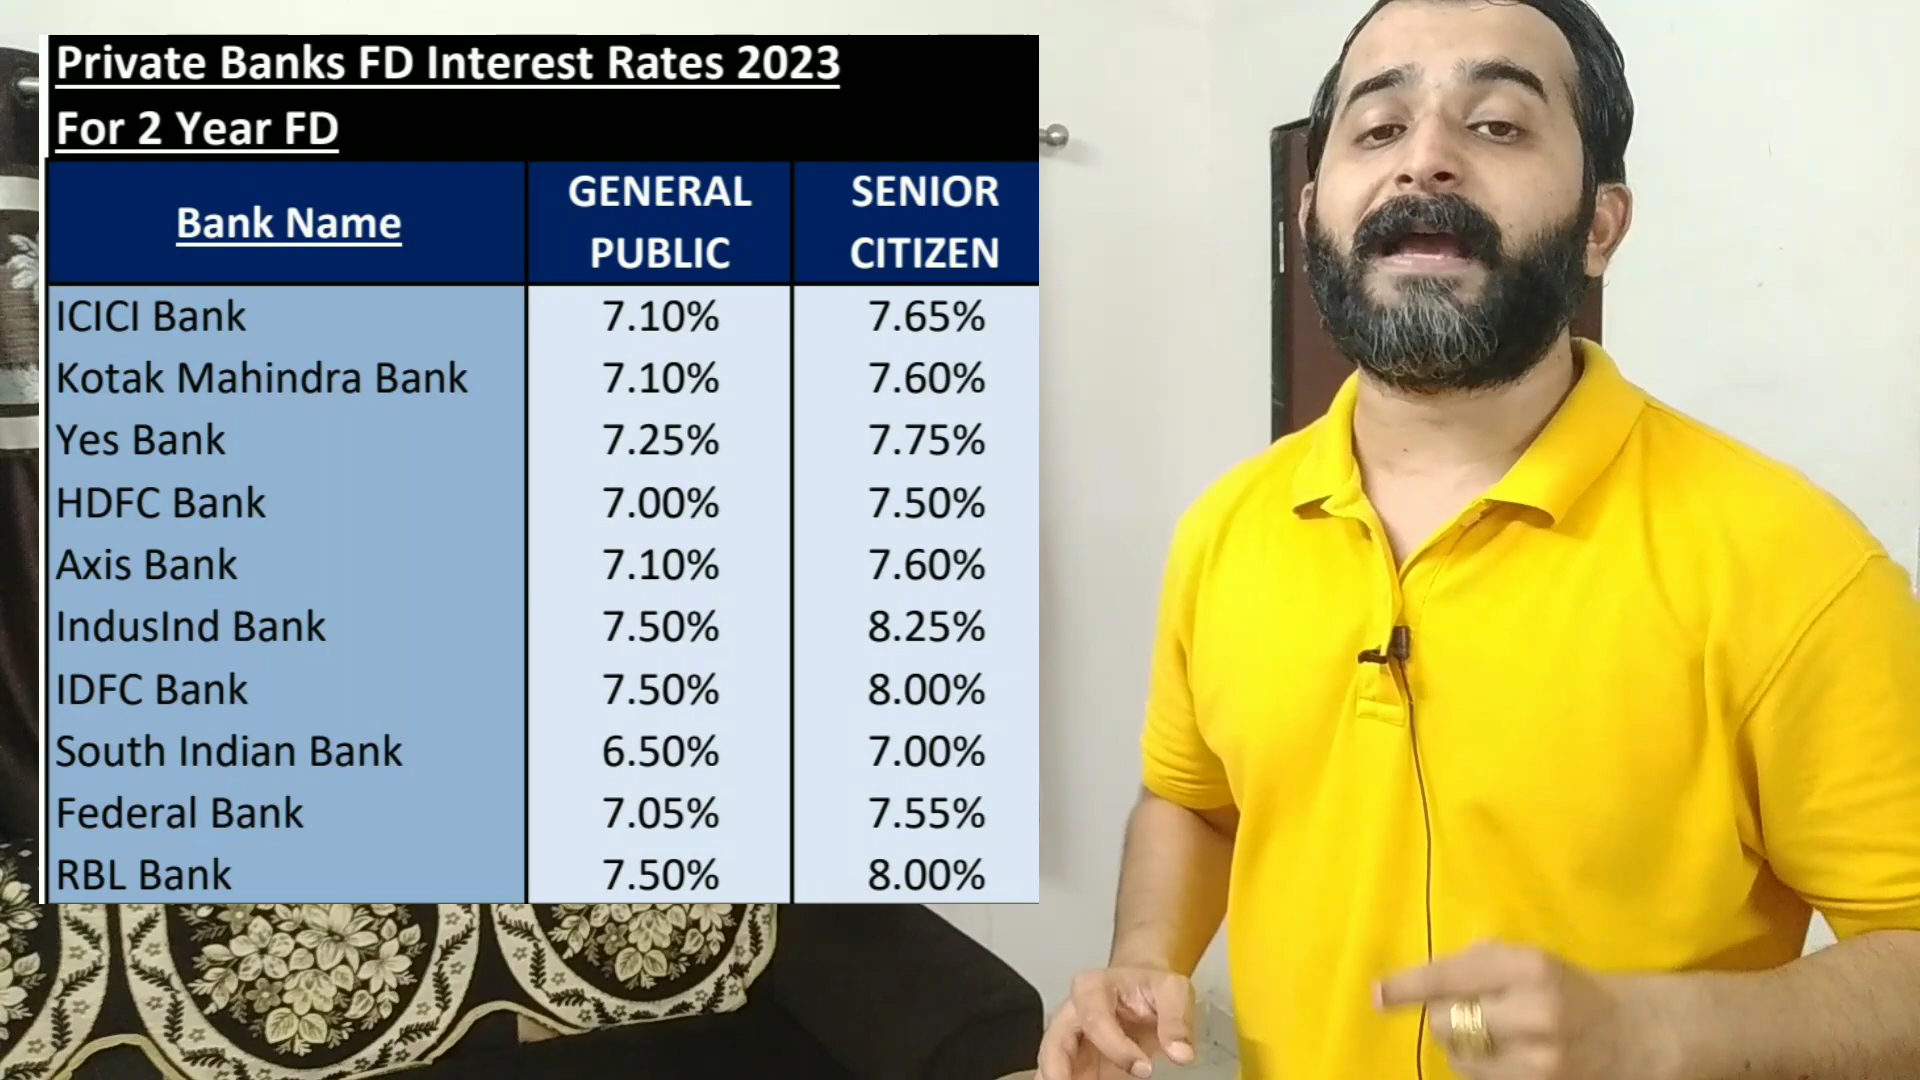 Private Banks FD Interest Rates 2023
For 2 Year FD
Bank Name GENERAL PUBLIC SENIOR CITIZEN
ICICI Bank 7.10% 7.65%
Kotak Mahindra Bank 7.10% 7.60%
Yes Bank 7.25% 7.75%
HDFC Bank 7.00% 7.50%
Axis Bank 7.10% 7.60%
IndusInd Bank 7.50% 8.25%
IDFC Bank 7.50% 8.00%
South Indian Bank 6.50% 7.00%
Federal Bank 7.05% 7.55%
RBL Bank 7.50% 8.00%